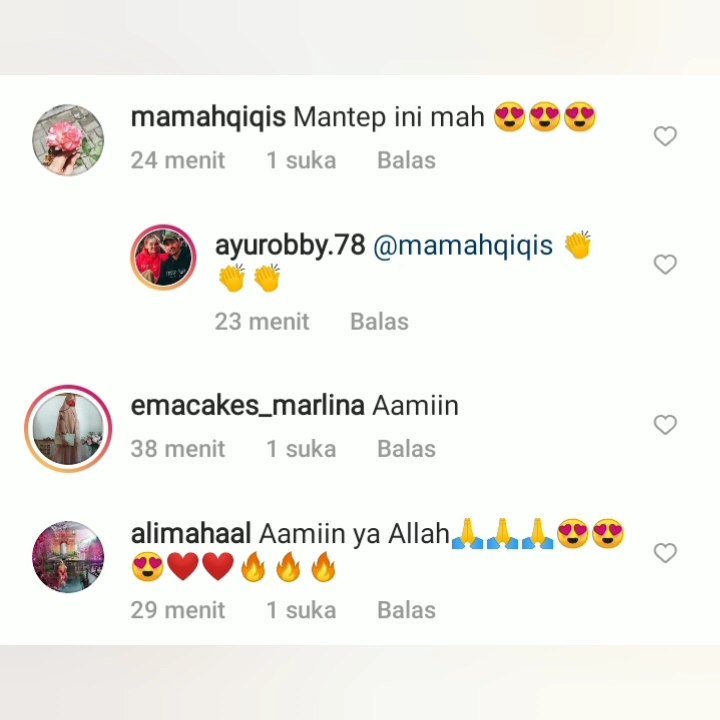 mamahqiqis Mantep ini mah 😍😍😍
24 menit 1 suka Balas
ayurobby.78 @mamahqiqis 👏
👏👏
23 menit Balas
emacakes_marlina Aamiin
38 menit 1 suka Balas
alimahaal Aamiin ya Allah🙏🙏🙏😍😍
😍❤️❤️🔥🔥🔥
29 menit 1 suka Balas